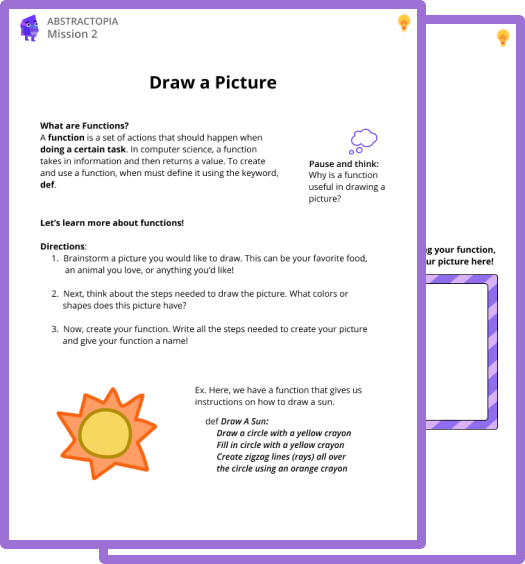 ABSTRACTOPIA
Mission 2
Draw a Picture
What are Functions?
A function is a set of actions that should happen when
doing a certain task. In computer science, a function
takes in information and then returns a value. To create
and use a function, when must define it using the keyword,
def.
Pause and think:
Why is a function
useful in drawing a
picture?
Let's learn more about functions!
Directions:
1. Brainstorm a picture you would like to draw. This can be your favorite food,
an animal you love, or anything you'd like!
2. Next, think about the steps needed to draw the picture. What colors or
shapes does this picture have?
3. Now, create your function. Write all the steps needed to create your picture
and give your function a name!
Ex. Here, we have a function that gives us
instructions on how to draw a sun.
def Draw A Sun:
Draw a circle with a yellow crayon
Fill in circle with a yellow crayon
Create zigzag lines (rays) all over
the circle using an orange crayon
your function,
picture here!